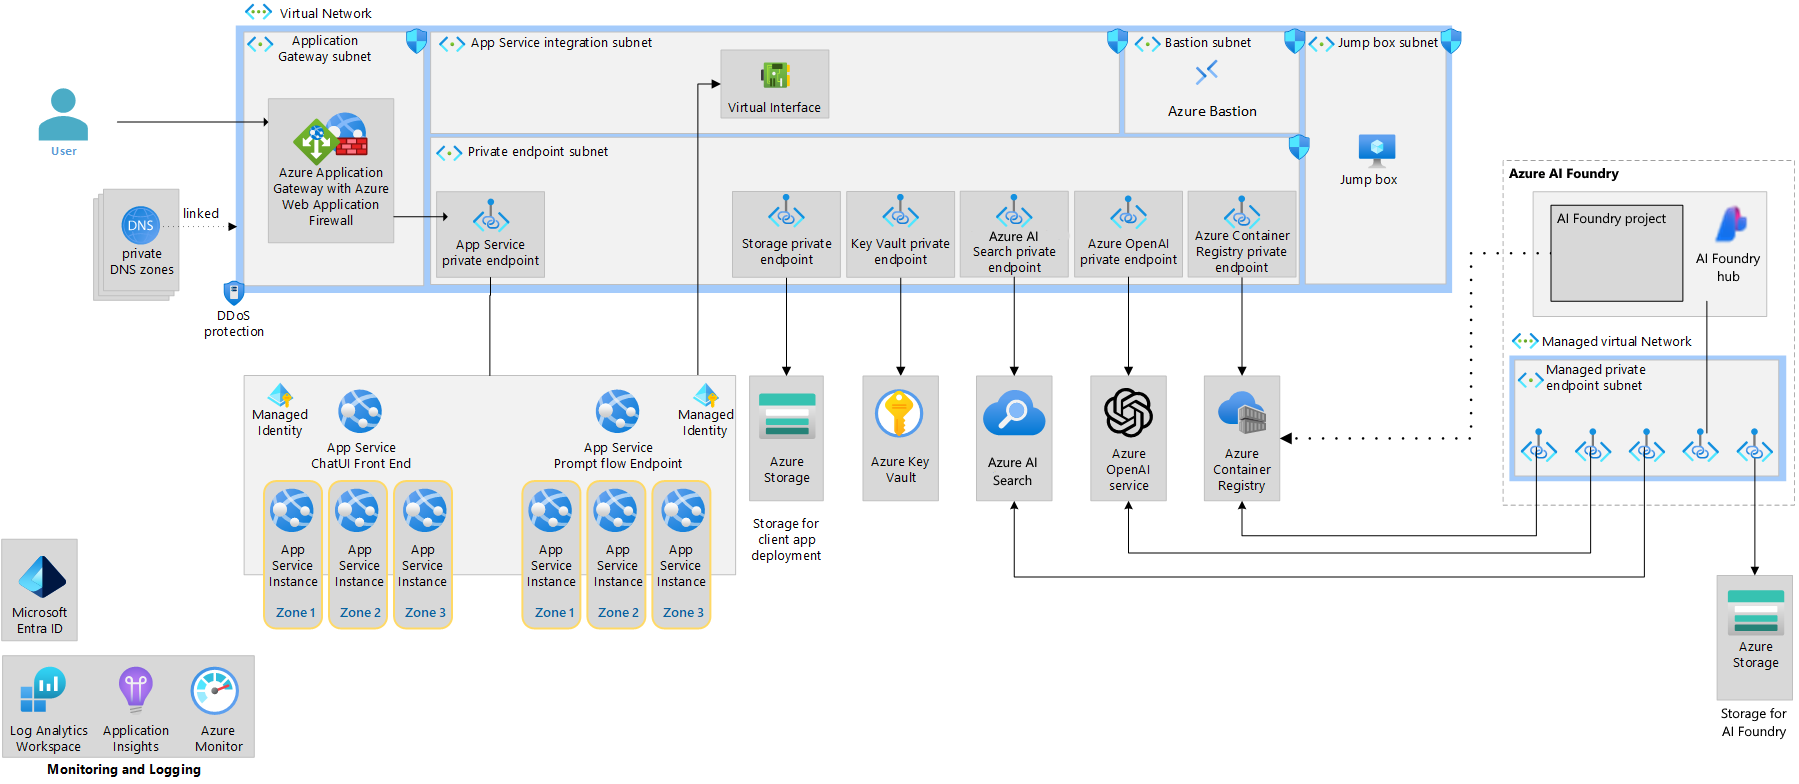 Virtual Network
Application
Gateway subnet
App Service integration subnet
Bastion subnet
Jump box subnet
Virtual Interface
Azure Bastion
User
Private endpoint subnet
Azure Application
Gateway with Azure
Web Application
Firewall
Jump box
DNS
linked
private
DNS zones
App Service
private endpoint
Storage private
endpoint
Key Vault private
endpoint
Azure AI
Search private
endpoint
Azure OpenAI
private endpoint
Azure Container
Registry private
endpoint
DDoS
protection
Azure AI Foundry
AI Foundry project
AI Foundry
hub
Managed virtual Network
Managed private
endpoint subnet
Managed
Identity
App Service
ChatUI Front End
App Service
Prompt flow Endpoint
Managed
Identity
App
Service
Instance
Zone 1
App
Service
Instance
Zone 2
App
Service
Instance
Zone 3
App
Service
Instance
Zone 1
App
Service
Instance
Zone 2
App
Service
Instance
Zone 3
Azure
Storage
Storage for
client app
deployment
Azure Key
Vault
Azure AI
Search
Azure
OpenAI
service
Azure
Container
Registry
Azure
Storage
Storage for
AI Foundry
Microsoft
Entra ID
Log Analytics
Workspace
Application
Insights
Azure
Monitor
Monitoring and Logging